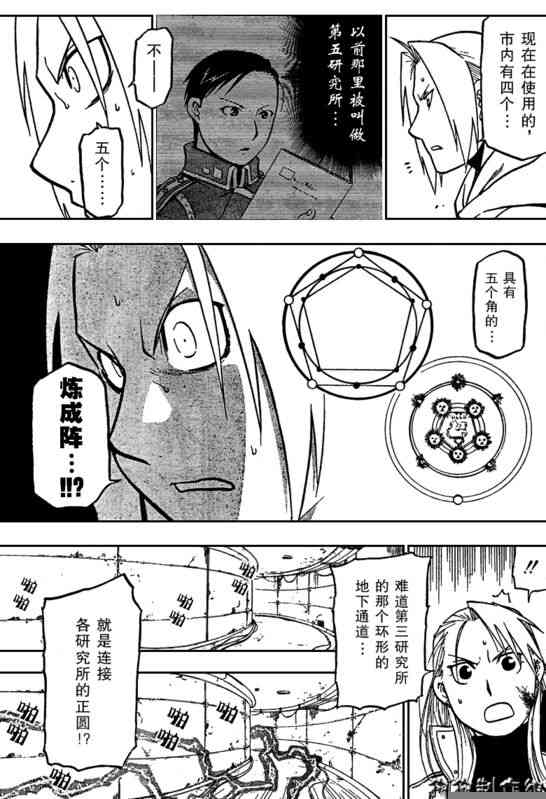 现在在使用的，
市内有四个…
以前那里被叫做
第五研究所…
不——
五个……
具有
五个角的…
炼成阵…!!?
!!
难道第三研究所
的那个环形的
地下通道…
就是连接
各研究所的正圆!?
啪
啪
啪
啪
啪
啪
啪
啪
啪
啪